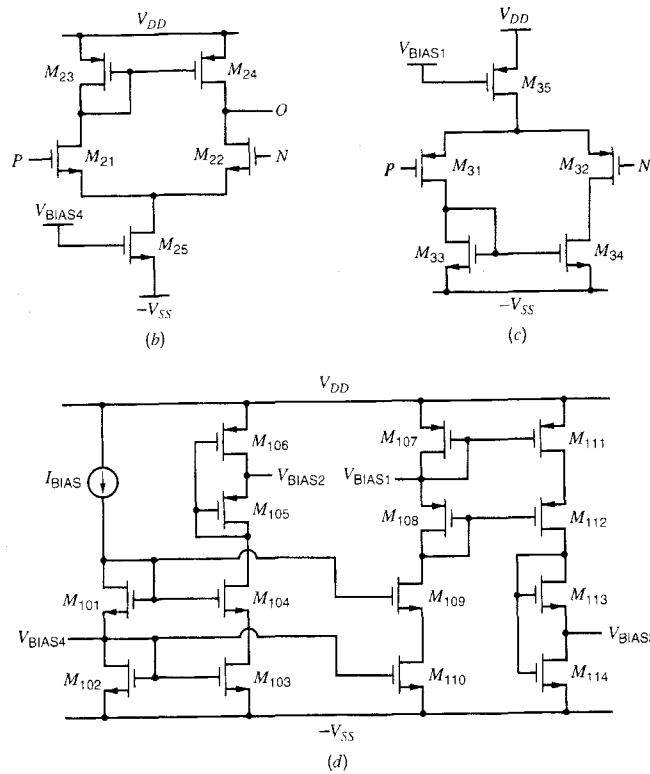 V_DD
M_23
M_24
O
P
M_21
M_22
N
V_BIAS4
M_25
−V_SS
(b)
V_DD
V_BIAS1
M_35
P
M_31
M_32
N
M_33
M_34
−V_SS
(c)
V_DD
M_106
M_107
M_111
I_BIAS
V_BIAS2
V_BIAS1
M_105
M_108
M_112
M_101
M_104
M_109
M_113
V_BIAS4
M_102
M_103
M_110
M_114
−V_SS
(d)